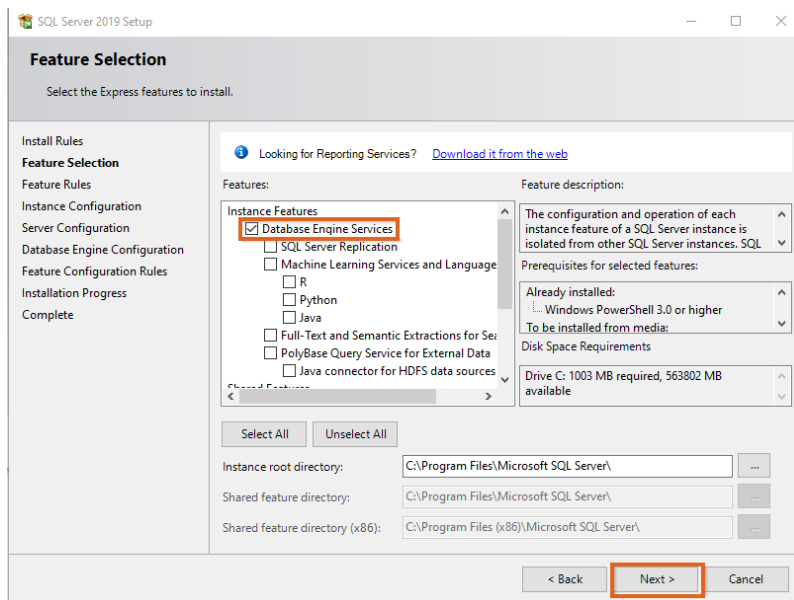 SQL Server 2019 Setup
Feature Selection
Select the Express features to install.
Install Rules
Feature Selection
Feature Rules
Instance Configuration
Server Configuration
Database Engine Configuration
Feature Configuration Rules
Installation Progress
Complete
Looking for Reporting Services? Download it from the web
Features:
Instance Features
Database Engine Services
SQL Server Replication
Machine Learning Services and Language
R
Python
Java
Full-Text and Semantic Extractions for Sea
PolyBase Query Service for External Data
Java connector for HDFS data sources
Shared Features
Feature description:
The configuration and operation of each
instance feature of a SQL Server instance is
isolated from other SQL Server instances. SQL
Prerequisites for selected features:
Already installed:
Windows PowerShell 3.0 or higher
To be installed from media:
Disk Space Requirements
Drive C: 1003 MB required, 563802 MB
available
Select All
Unselect All
Instance root directory:
C:\Program Files\Microsoft SQL Server\
...
Shared feature directory:
C:\Program Files\Microsoft SQL Server\
...
Shared feature directory (x86):
C:\Program Files (x86)\Microsoft SQL Server\
...
< Back
Next >
Cancel